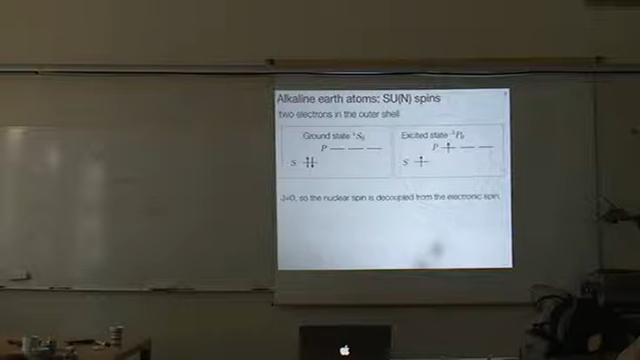 Alkaline earth atoms: SU(N) spins
two electrons in the outer shell
Ground state ¹S₀
P
S
Excited state ³P₀
P
S
J=0, so the nuclear spin is decoupled from the electronic spin.